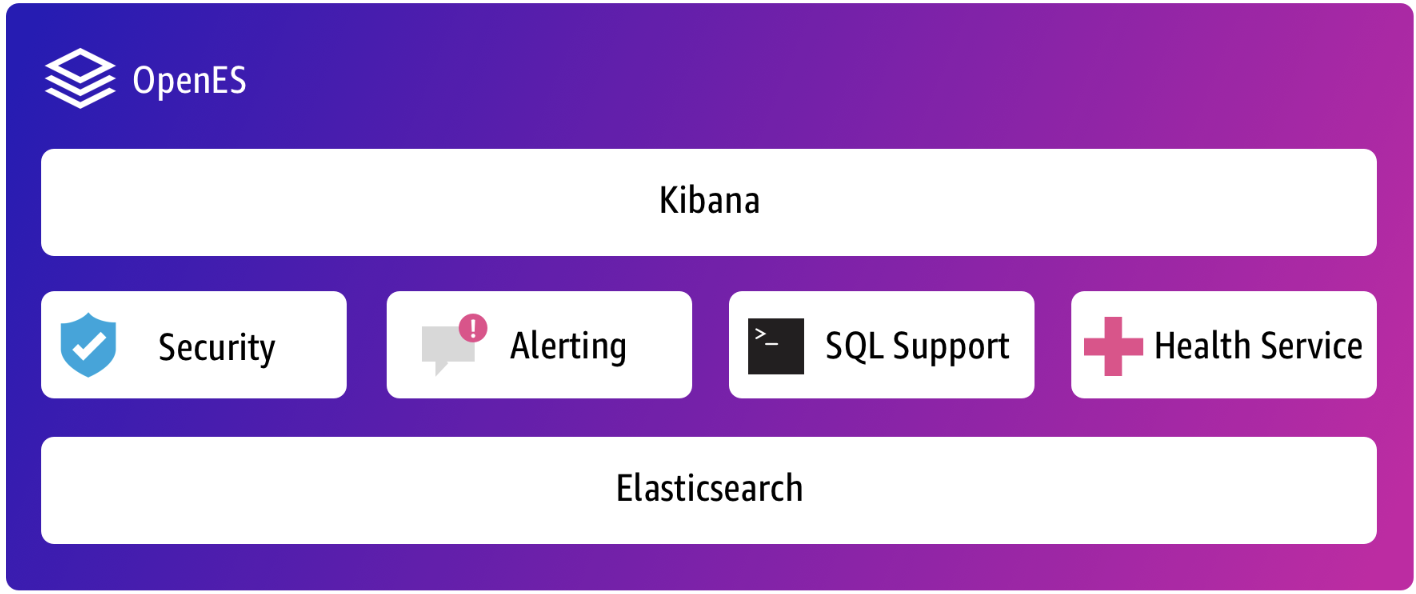 OpenES
Kibana
Security
Alerting
>_
SQL Support
Health Service
Elasticsearch